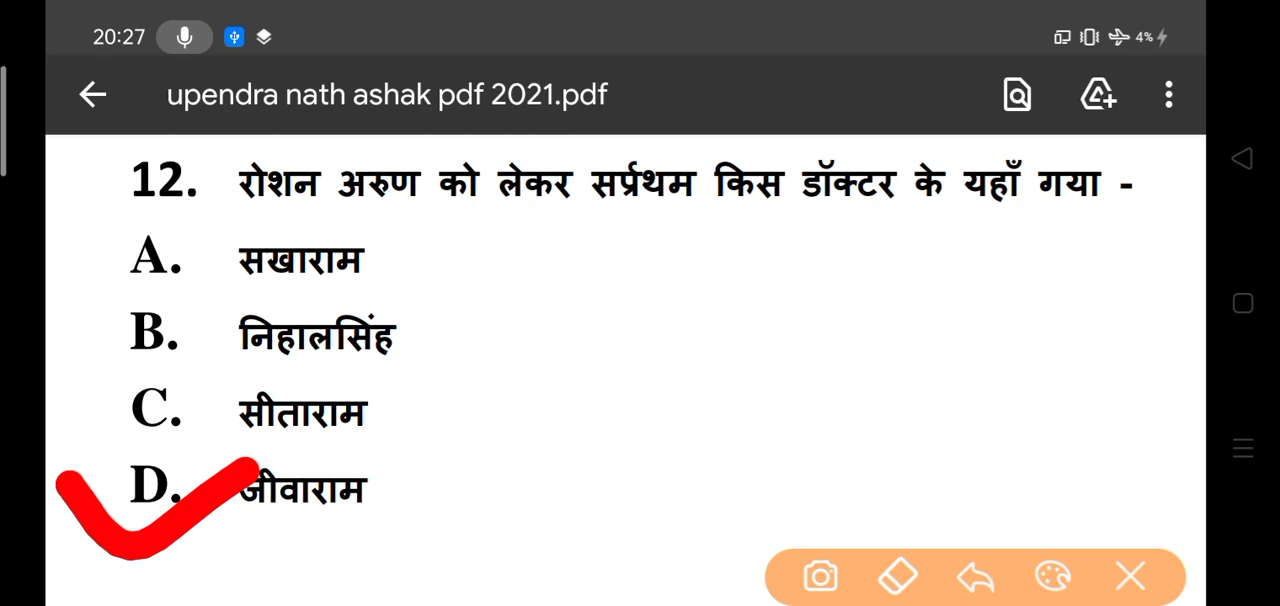 20:27
4%
upendra nath ashak pdf 2021.pdf
12. रोशन अरुण को लेकर सर्प्रथम किस डॉक्टर के यहाँ गया -
A. सखाराम
B. निहालसिंह
C. सीताराम
D. जीवाराम